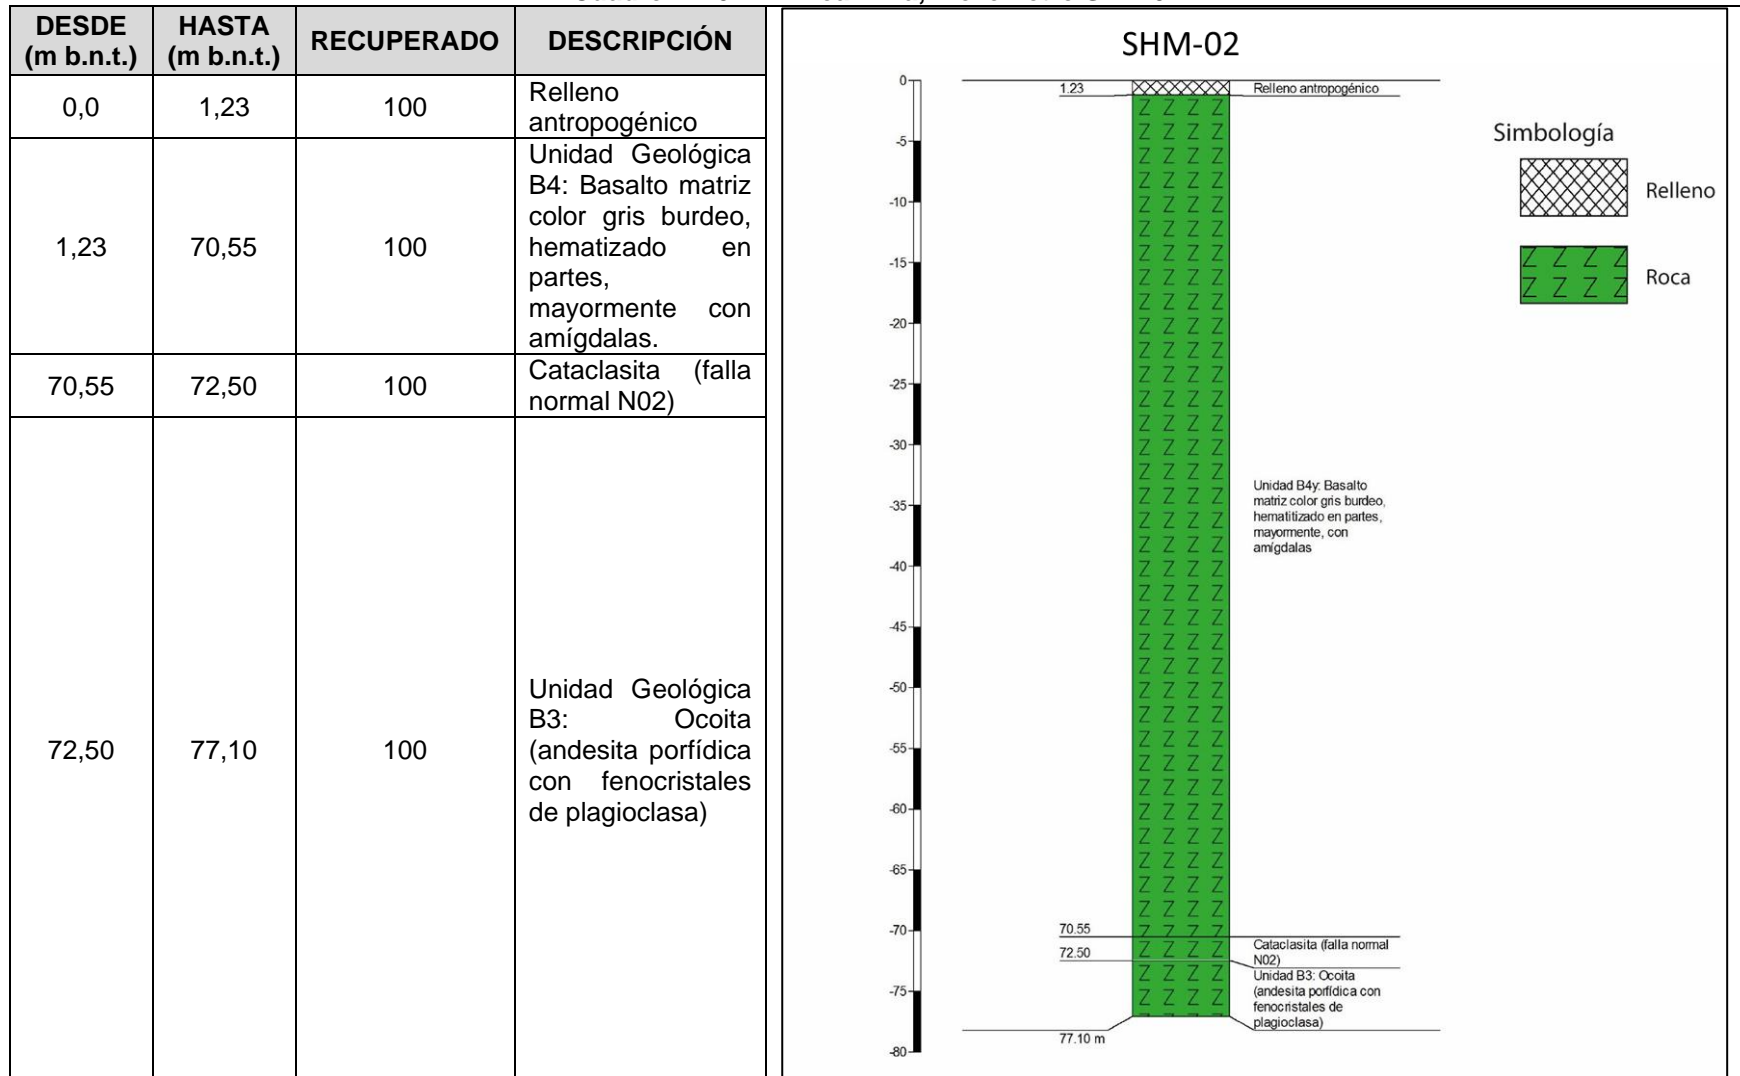 DESDE
(m b.n.t.)
HASTA
(m b.n.t.)
RECUPERADO
DESCRIPCIÓN
0,0
1,23
100
Relleno
antropogénico
1,23
70,55
100
Unidad Geológica
B4: Basalto matriz
color gris burdeo,
hematizado en
partes,
mayormente con
amígdalas.
70,55
72,50
100
Cataclasita (falla
normal N02)
72,50
77,10
100
Unidad Geológica
B3: Ocoita
(andesita porfídica
con fenocristales
de plagioclasa)
SHM-02
0
-5
-10
-15
-20
-25
-30
-35
-40
-45
-50
-55
-60
-65
-70
-75
-80
1.23
Relleno antropogénico
Unidad B4y: Basalto
matriz color gris burdeo,
hematitizado en partes,
mayormente, con
amígdalas
70.55
72.50
Cataclasita (falla normal
N02)
Unidad B3: Ocoita
(andesita porfídica con
fenocristales de
plagioclasa)
77.10 m
Simbología
Relleno
Roca